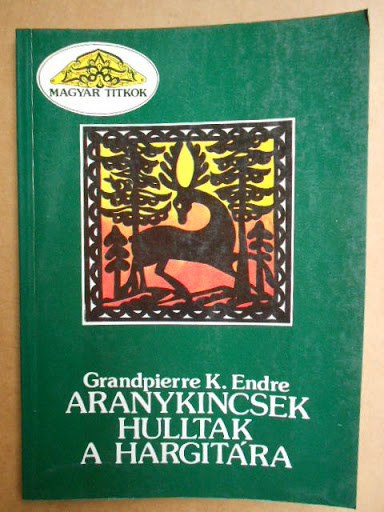 MAGYAR TITKOK
Grandpierre K. Endre
ARANYKINCSEK
HULLTAK
A HARGITÁRA